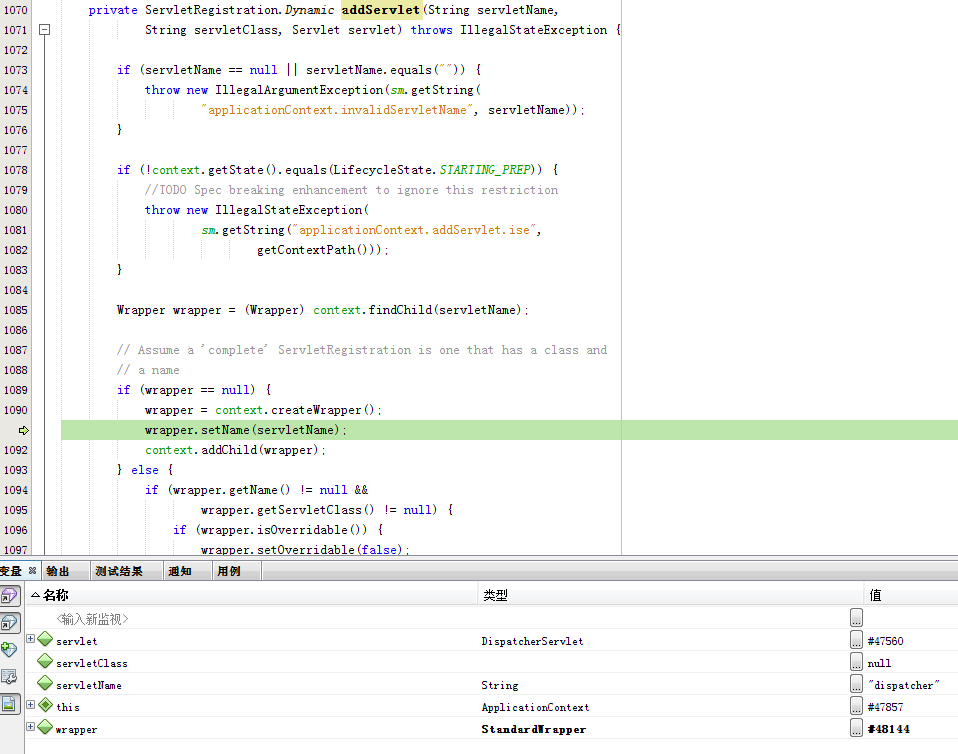 1070 private ServletRegistration.Dynamic addServlet(String servletName,
1071 String servletClass, Servlet servlet) throws IllegalStateException {
1072
1073 if (servletName == null || servletName.equals("")) {
1074 throw new IllegalArgumentException(sm.getString(
1075 "applicationContext.invalidServletName", servletName));
1076 }
1077
1078 if (!context.getState().equals(LifecycleState.STARTING_PREP)) {
1079 //TODO Spec breaking enhancement to ignore this restriction
1080 throw new IllegalStateException(
1081 sm.getString("applicationContext.addServlet.ise",
1082 getContextPath()));
1083 }
1084
1085 Wrapper wrapper = (Wrapper) context.findChild(servletName);
1086
1087 // Assume a 'complete' ServletRegistration is one that has a class and
1088 // a name
1089 if (wrapper == null) {
1090 wrapper = context.createWrapper();
wrapper.setName(servletName);
1092 context.addChild(wrapper);
1093 } else {
1094 if (wrapper.getName() != null &&
1095 wrapper.getServletClass() != null) {
1096 if (wrapper.isOverridable()) {
1097 wrapper.setOverridable(false);
变量 输出 测试结果 通知 用例
名称 类型 值
<输入新监视> ...
servlet DispatcherServlet ... #47560
servletClass ... null
servletName String ... "dispatcher"
this ApplicationContext ... #47857
wrapper StandardWrapper ... #48144